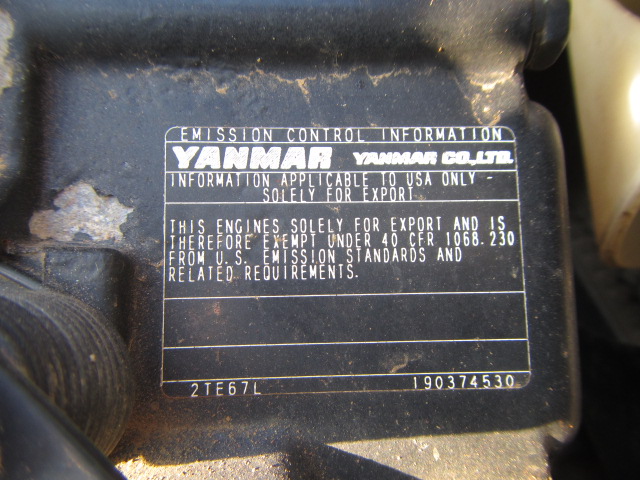 EMISSION CONTROL INFORMATION
YANMAR YANMAR CO.,LTD.
INFORMATION APPLICABLE TO USA ONLY -
SOLELY FOR EXPORT
THIS ENGINES SOLELY FOR EXPORT AND IS
THEREFORE EXEMPT UNDER 40 CFR 1068.230
FROM U.S. EMISSION STANDARDS AND
RELATED REQUIREMENTS.
2TE67L 190374530